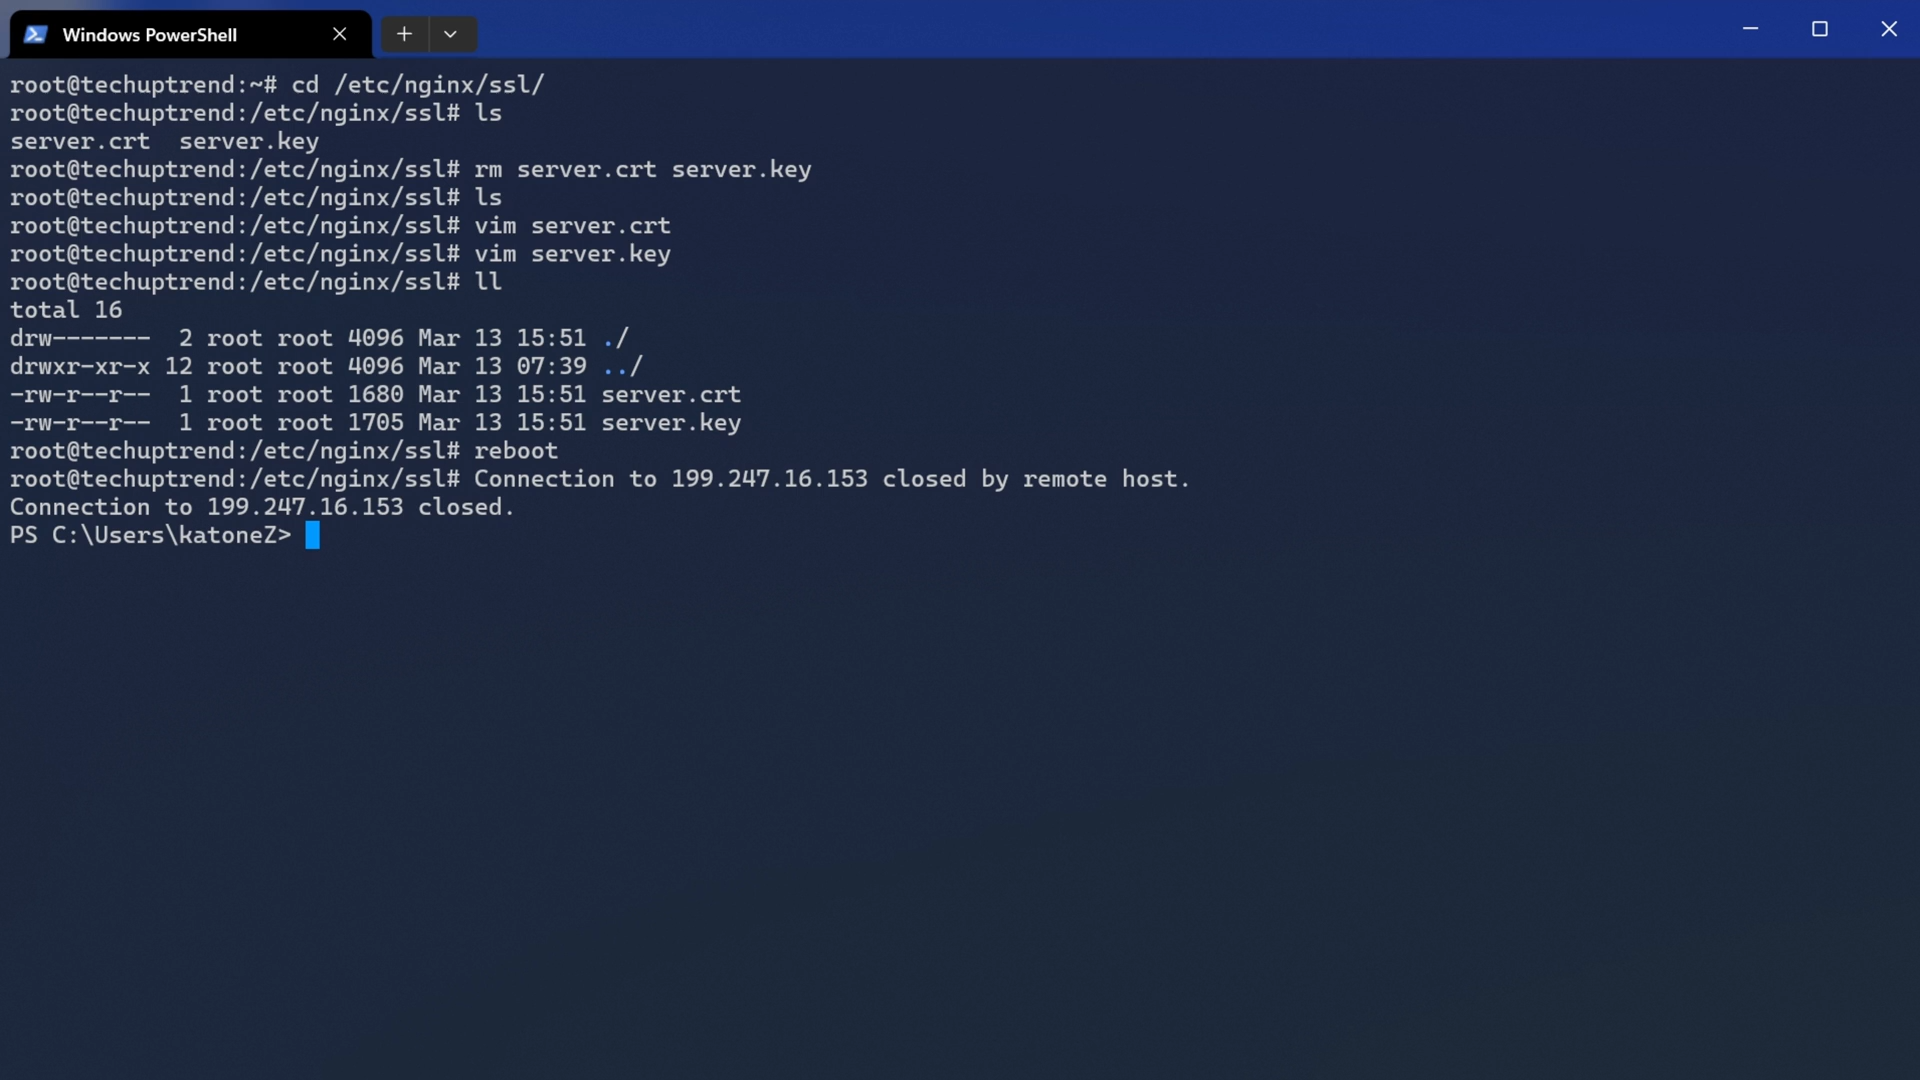 Windows PowerShell
root@techuptrend:~# cd /etc/nginx/ssl/
root@techuptrend:/etc/nginx/ssl# ls
server.crt  server.key
root@techuptrend:/etc/nginx/ssl# rm server.crt server.key
root@techuptrend:/etc/nginx/ssl# ls
root@techuptrend:/etc/nginx/ssl# vim server.crt
root@techuptrend:/etc/nginx/ssl# vim server.key
root@techuptrend:/etc/nginx/ssl# ll
total 16
drw-------  2 root root 4096 Mar 13 15:51 ./
drwxr-xr-x 12 root root 4096 Mar 13 07:39 ../
-rw-r--r--  1 root root 1680 Mar 13 15:51 server.crt
-rw-r--r--  1 root root 1705 Mar 13 15:51 server.key
root@techuptrend:/etc/nginx/ssl# reboot
root@techuptrend:/etc/nginx/ssl# Connection to 199.247.16.153 closed by remote host.
Connection to 199.247.16.153 closed.
PS C:\Users\katoneZ>